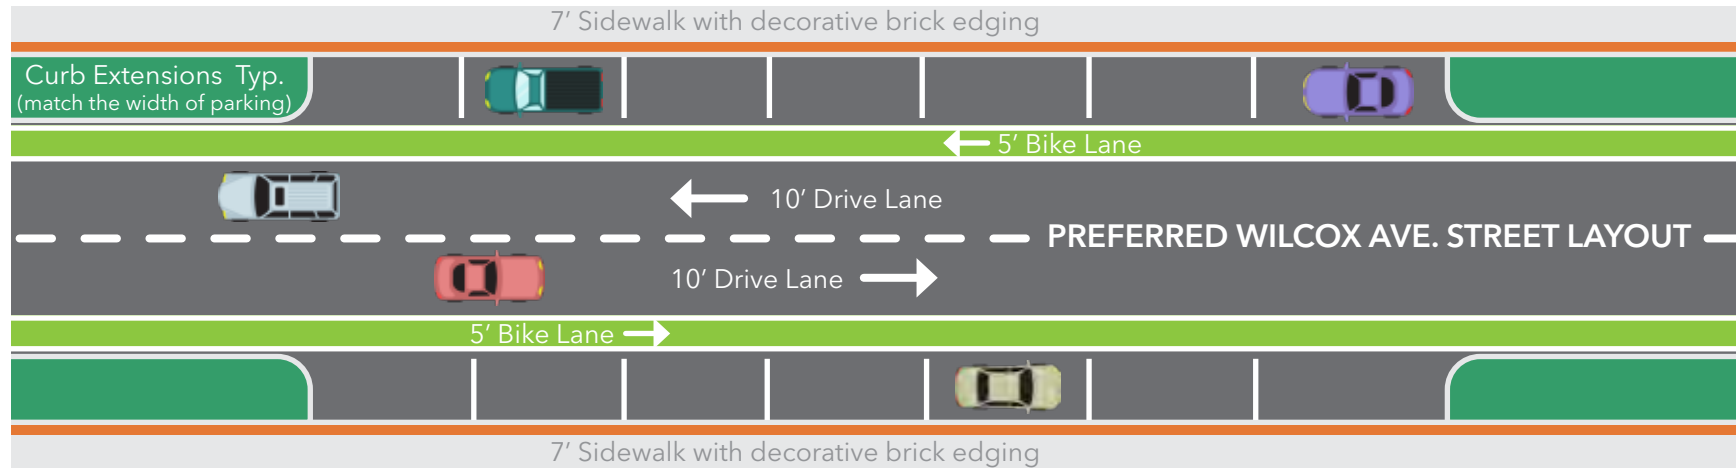 7’ Sidewalk with decorative brick edging
Curb Extensions Typ.
(match the width of parking)
5’ Bike Lane
10’ Drive Lane
PREFERRED WILCOX AVE. STREET LAYOUT
10’ Drive Lane
5’ Bike Lane
7’ Sidewalk with decorative brick edging